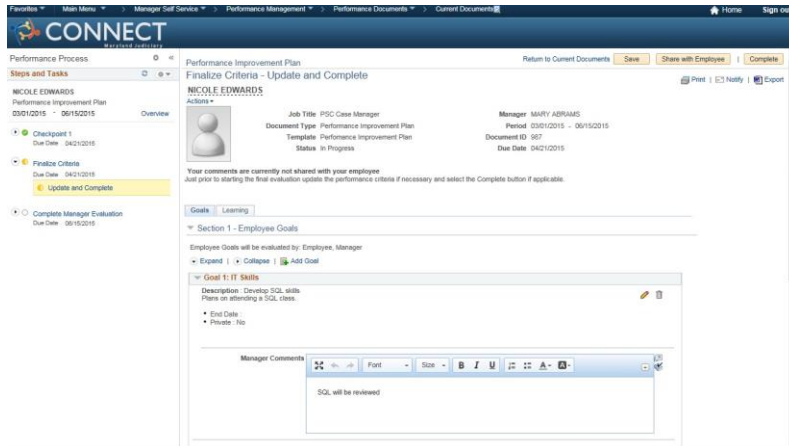 Favorites Main Menu > Manager Self Service > Performance Management > Performance Documents > Current Documents Home Sign ou
CONNECT
Maryland Judiciary
Performance Process
Steps and Tasks
NICOLE EDWARDS
Performance Improvement Plan
03/01/2015 - 06/15/2015 Overview
Checkpoint 1
Due Date 04/21/2015
Finalize Criteria
Due Date 04/21/2015
Update and Complete
Complete Manager Evaluation
Due Date 06/15/2015
Performance Improvement Plan
Return to Current Documents Save Share with Employee | Complete
Finalize Criteria - Update and Complete
Print | Notify | Export
NICOLE EDWARDS
Actions
Job Title PSC Case Manager Manager MARY ABRAMS
Document Type Performance Improvement Plan Period 03/01/2015 - 06/15/2015
Template Performance Improvement Plan Document ID 987
Status In Progress Due Date 04/21/2015
Your comments are currently not shared with your employee
Just prior to starting the final evaluation update the performance criteria if necessary and select the Complete button if applicable.
Goals Learning
Section 1 - Employee Goals
Employee Goals will be evaluated by: Employee, Manager
Expand | Collapse | Add Goal
Goal 1: IT Skills
Description : Develop SQL skills.
Plans on attending a SQL class.
• End Date :
• Private : No
Manager Comments
Font Size B I U A A
SQL will be reviewed